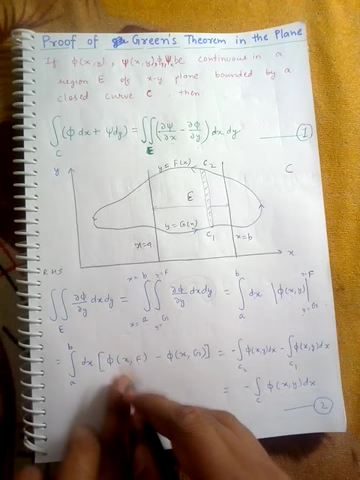 Proof of Green's Theorem in the Plane
If ϕ(x,y), ψ(x,y), be continuous in a
region E of x-y plane bounded by a
closed curve C then
∫_C (ϕ dx + ψ dy) = ∫∫_E (∂ψ/∂x - ∂ϕ/∂y) dx dy ——— 1
y
y = F(x) C2
C
E
y = G(x)
x=a C1 x=b
x
RHS
∫∫_E ∂ϕ/∂y dx dy = ∫_{x=a}^{x=b} ∫_{y=G}^{y=F} ∂ϕ/∂y dx dy = ∫_a^b dx |ϕ(x,y)|_{y=G}^{y=F}
= ∫_a^b dx [ϕ(x,F) - ϕ(x,G)] = -∫_{C2} ϕ(x,y)dx - ∫_{C1} ϕ(x,y)dx
= -∫_C ϕ(x,y)dx
——— 2